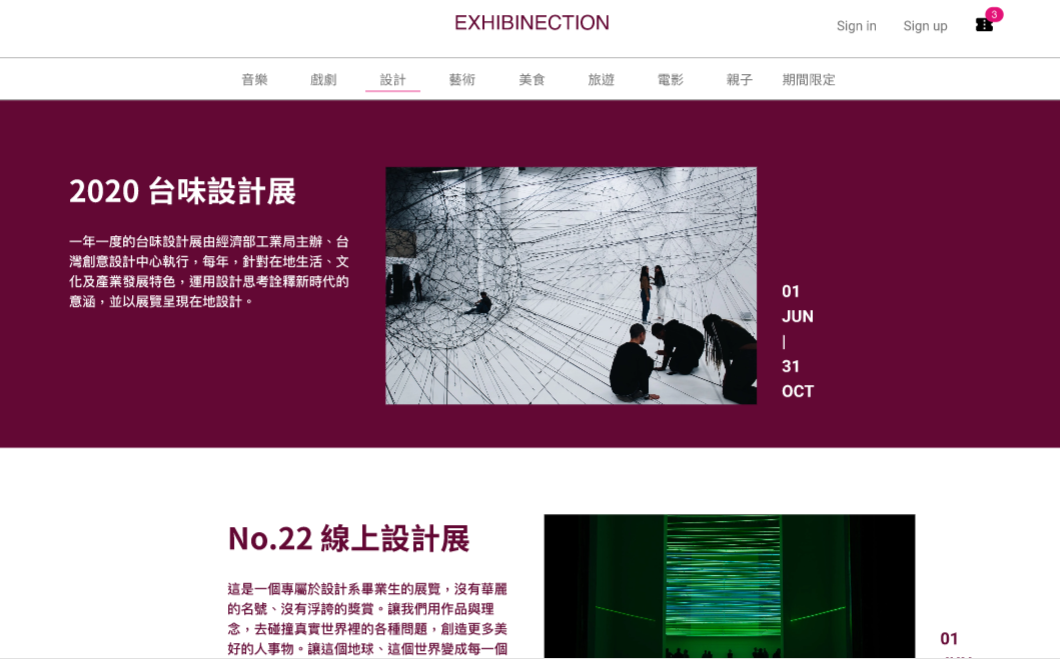 EXHIBINECTION
Sign in
Sign up
3
音樂 戲劇 設計 藝術 美食 旅遊 電影 親子 期間限定
2020 台味設計展
一年一度的台味設計展由經濟部工業局主辦、台
灣創意設計中心執行,每年,針對在地生活、文
化及產業發展特色,運用設計思考詮釋新時代的
意涵,並以展覽呈現在地設計。
01
JUN
|
31
OCT
No.22 線上設計展
這是一個專屬於設計系畢業生的展覽,沒有華麗
的名號、沒有浮誇的獎賞。讓我們用作品與理
念,去碰撞真實世界裡的各種問題,創造更多美
好的人事物。讓這個地球、這個世界變成每一個
01